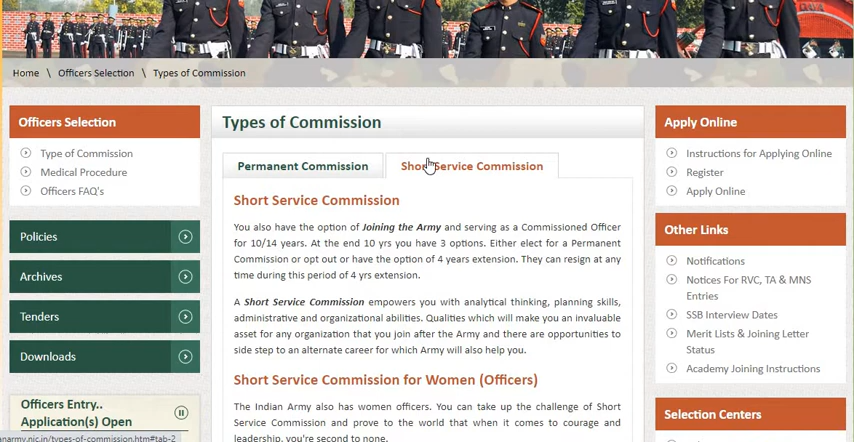 Home \ Officers Selection \ Types of Commission
Officers Selection
Type of Commission
Medical Procedure
Officers FAQ's
Policies
Archives
Tenders
Downloads
Officers Entry..
Application(s) Open
anarmy.nic.in/types-of-commission.htm#tab-2
Types of Commission
Permanent Commission
Short Service Commission
Short Service Commission
You also have the option of Joining the Army and serving as a Commissioned Officer
for 10/14 years. At the end 10 yrs you have 3 options. Either elect for a Permanent
Commission or opt out or have the option of 4 years extension. They can resign at any
time during this period of 4 yrs extension.
A Short Service Commission empowers you with analytical thinking, planning skills,
administrative and organizational abilities. Qualities which will make you an invaluable
asset for any organization that you join after the Army and there are opportunities to
side step to an alternate career for which Army will also help you.
Short Service Commission for Women (Officers)
The Indian Army also has women officers. You can take up the challenge of Short
Service Commission and prove to the world that when it comes to courage and
leadership, you're second to none.
Apply Online
Instructions for Applying Online
Register
Apply Online
Other Links
Notifications
Notices For RVC, TA & MNS
Entries
SSB Interview Dates
Merit Lists & Joining Letter
Status
Academy Joining Instructions
Selection Centers